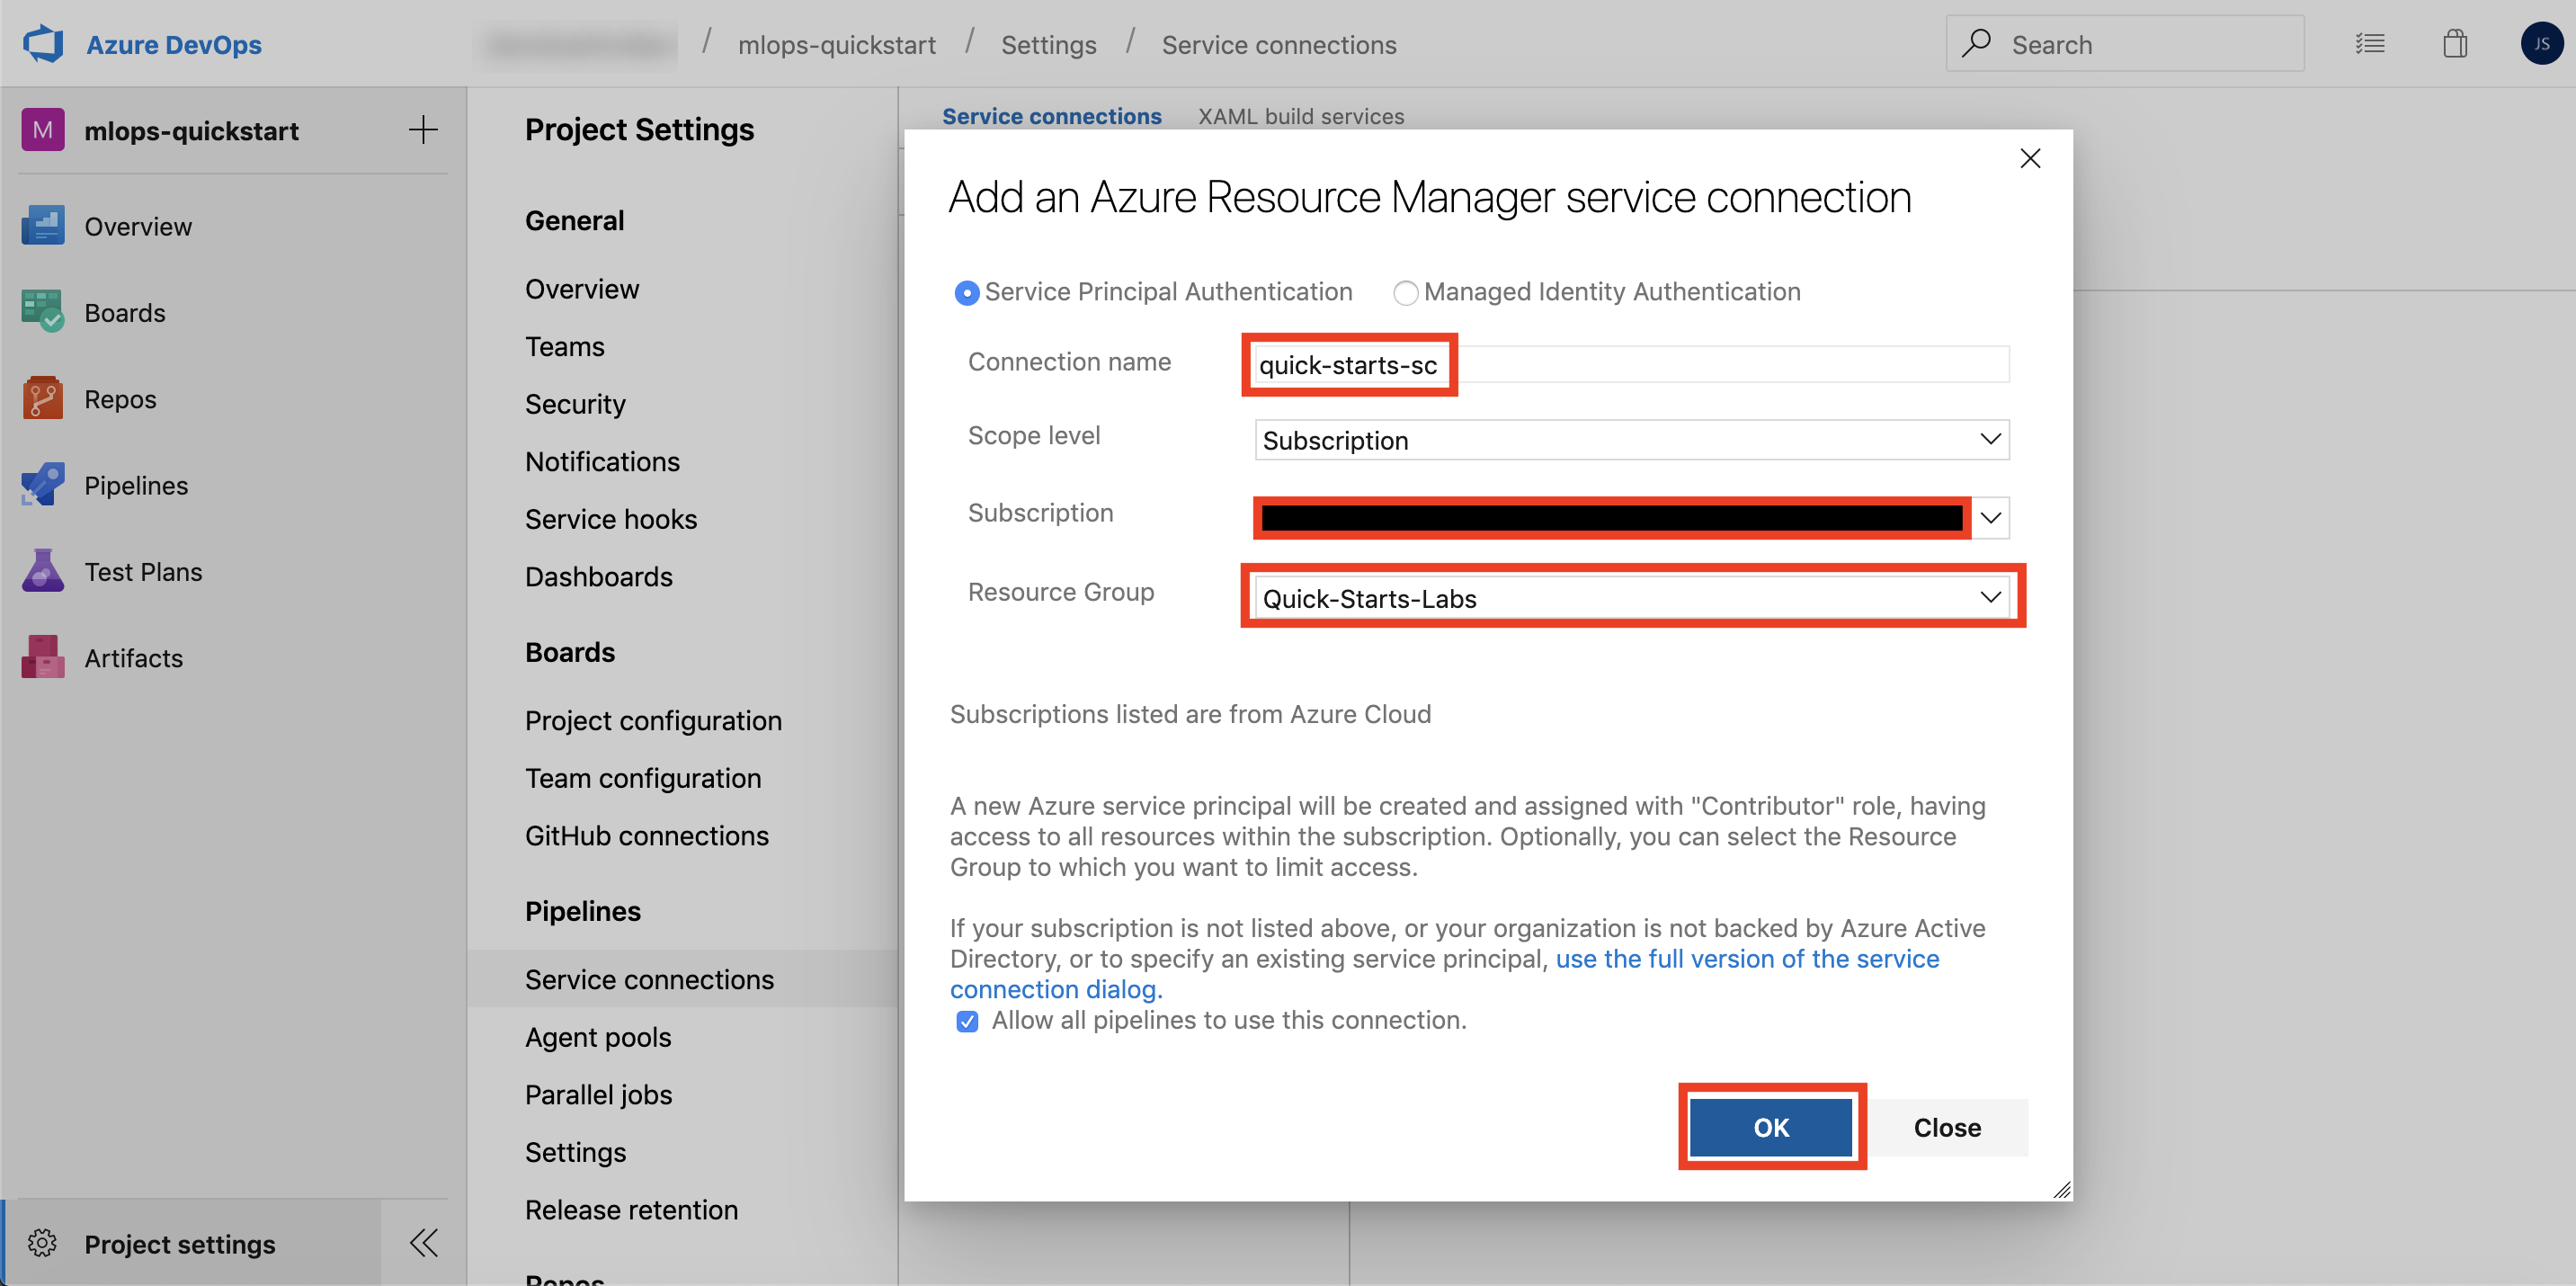 Azure DevOps
/ mlops-quickstart / Settings / Service connections
Search
JS
M mlops-quickstart
Overview
Boards
Repos
Pipelines
Test Plans
Artifacts
Project settings
Project Settings
General
Overview
Teams
Security
Notifications
Service hooks
Dashboards
Boards
Project configuration
Team configuration
GitHub connections
Pipelines
Service connections
Agent pools
Parallel jobs
Settings
Release retention
Repos
Service connections XAML build services
Add an Azure Resource Manager service connection
Service Principal Authentication Managed Identity Authentication
Connection name quick-starts-sc
Scope level Subscription
Subscription
Resource Group Quick-Starts-Labs
Subscriptions listed are from Azure Cloud
A new Azure service principal will be created and assigned with "Contributor" role, having
access to all resources within the subscription. Optionally, you can select the Resource
Group to which you want to limit access.
If your subscription is not listed above, or your organization is not backed by Azure Active
Directory, or to specify an existing service principal, use the full version of the service
connection dialog.
Allow all pipelines to use this connection.
OK Close